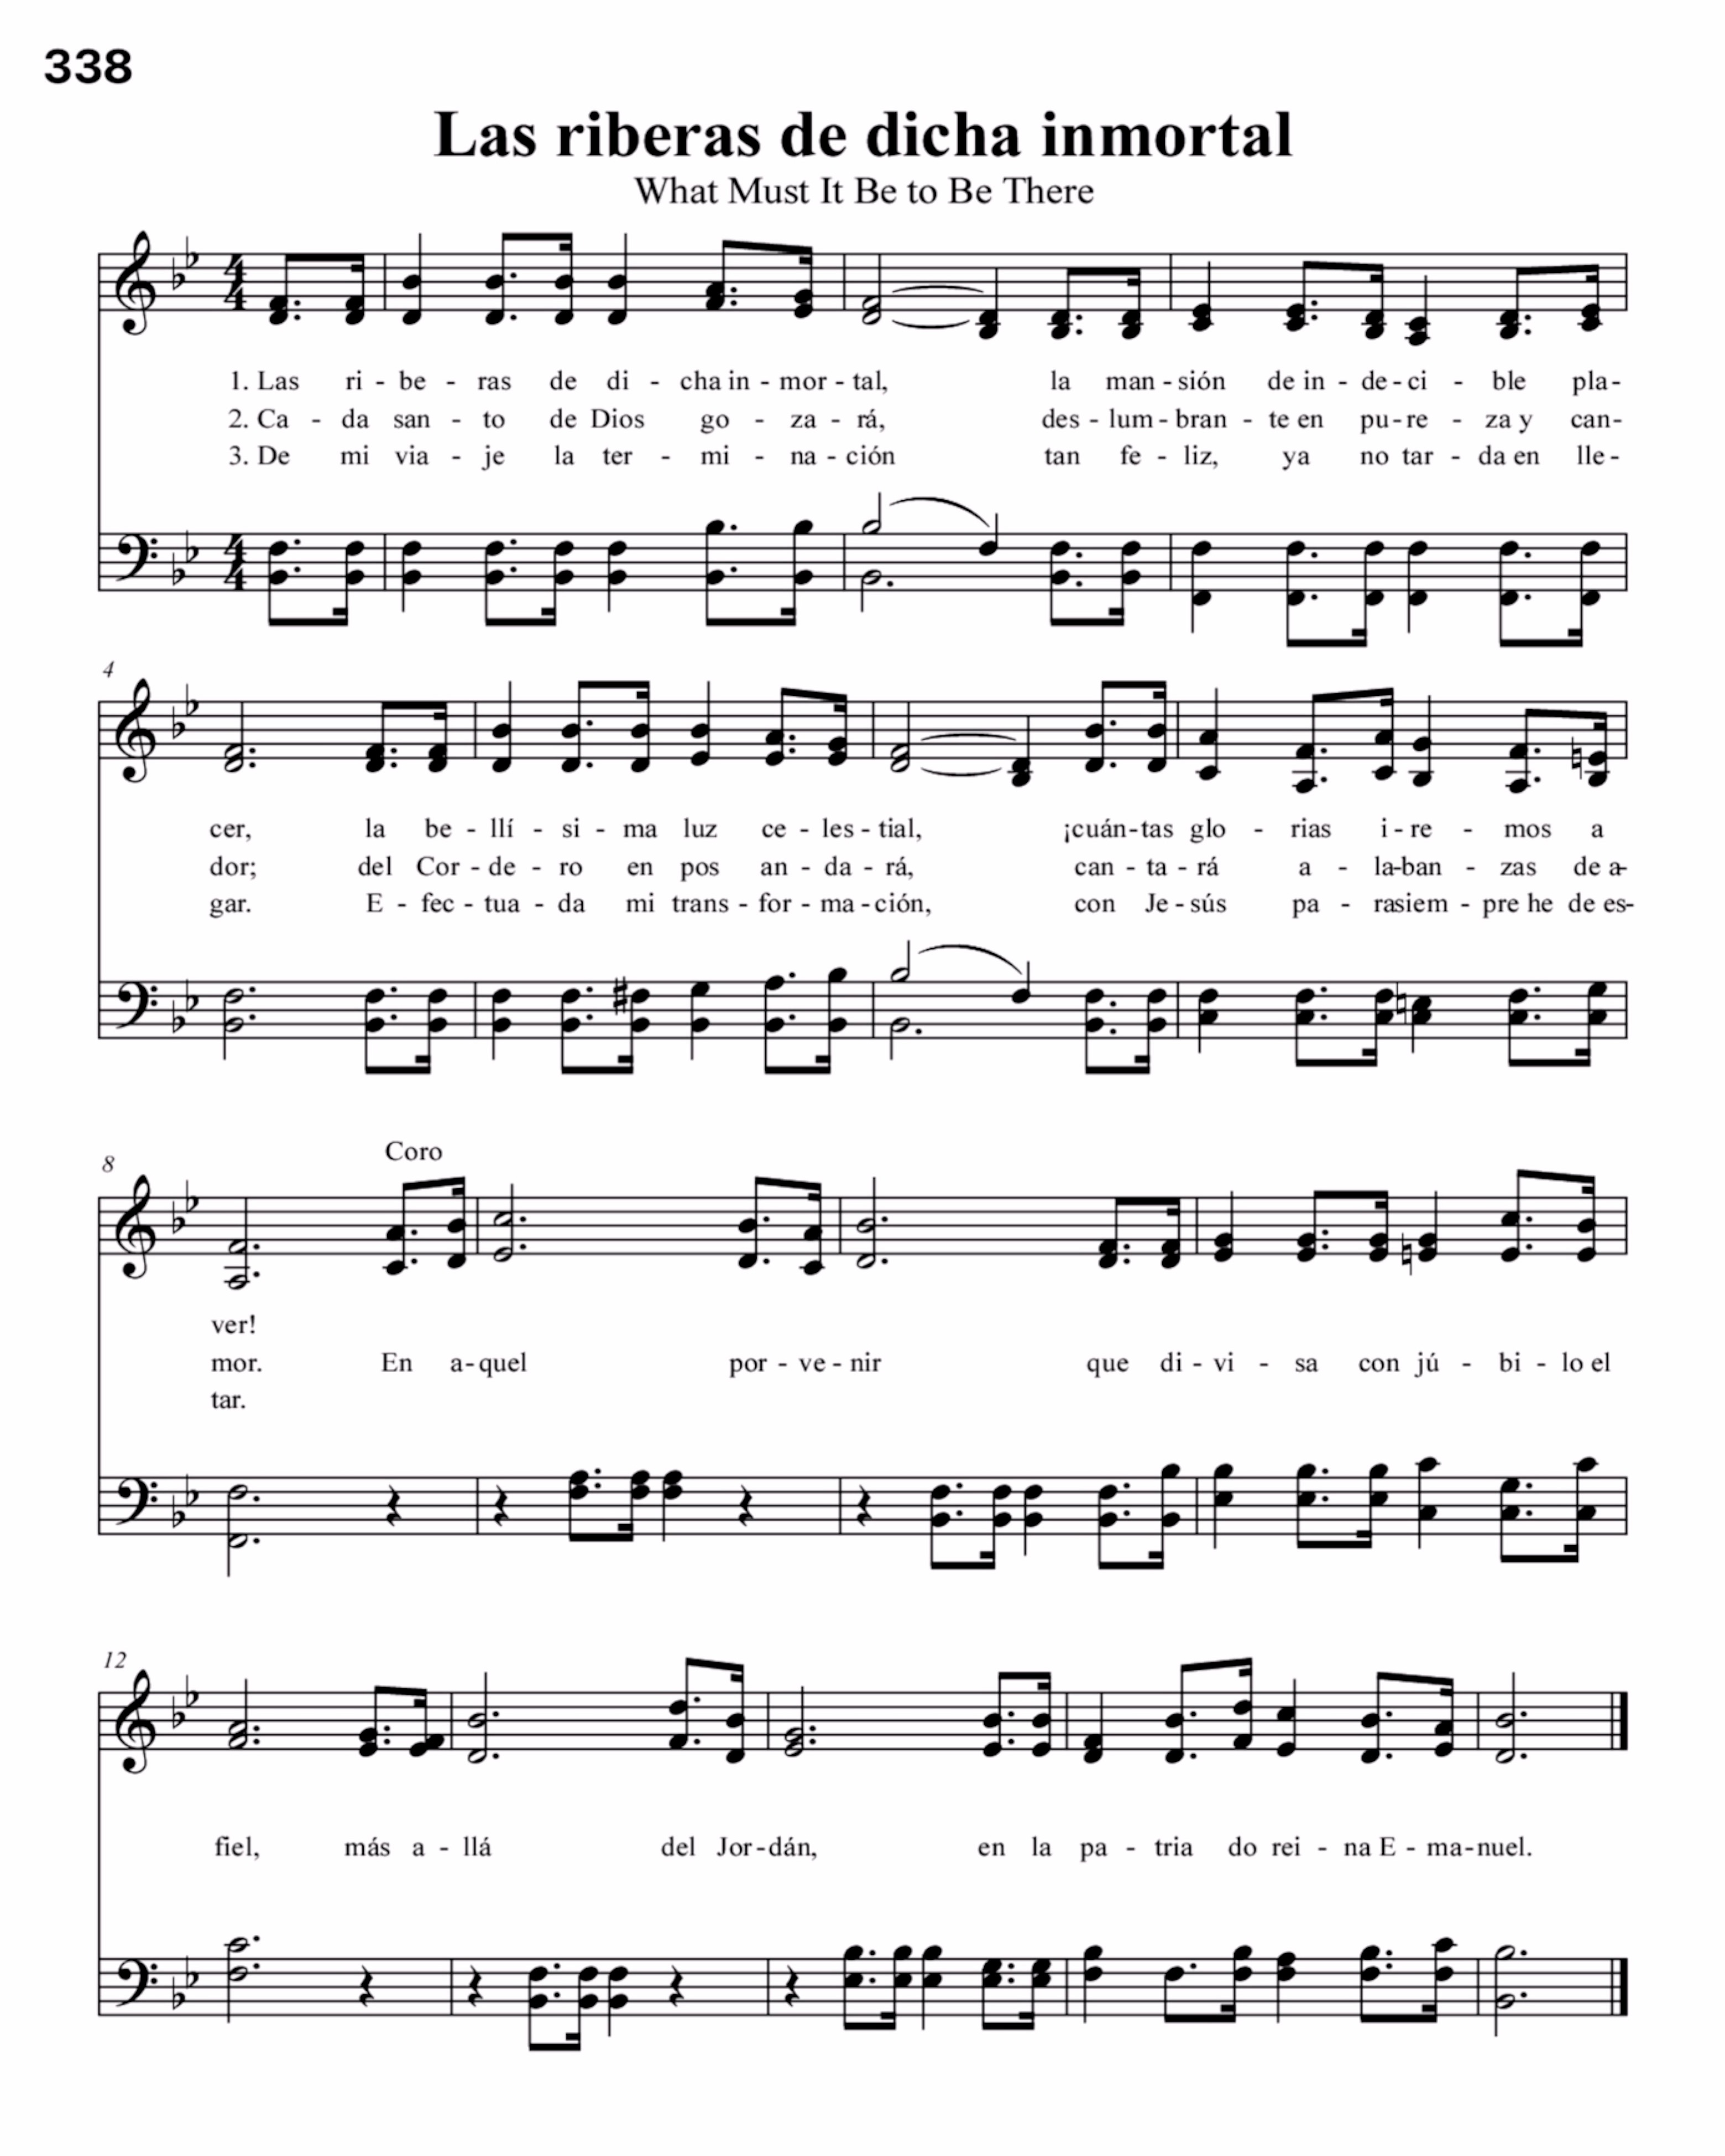 338
Las riberas de dicha inmortal
What Must It Be to Be There
1. Las ri - be - ras de di - cha in - mor - tal, la man - sión de in - de - ci - ble pla -
2. Ca - da san - to de Dios go - za - rá, des - lum - bran - te en pu - re - za y can -
3. De mi via - je la ter - mi - na - ción tan fe - liz, ya no tar - da en lle -
4
cer, la be - llí - si - ma luz ce - les - tial, ¡cuán - tas glo - rias i - re - mos a
dor; del Cor - de - ro en pos an - da - rá, can - ta - rá a - la - ban - zas de a -
gar. E - fec - tua - da mi trans - for - ma - ción, con Je - sús pa - rasiem - pre he de es -
8
Coro
ver!
mor. En a - quel por - ve - nir que di - vi - sa con jú - bi - lo el
tar.
12
fiel, más a - llá del Jor - dán, en la pa - tria do rei - na E - ma - nuel.